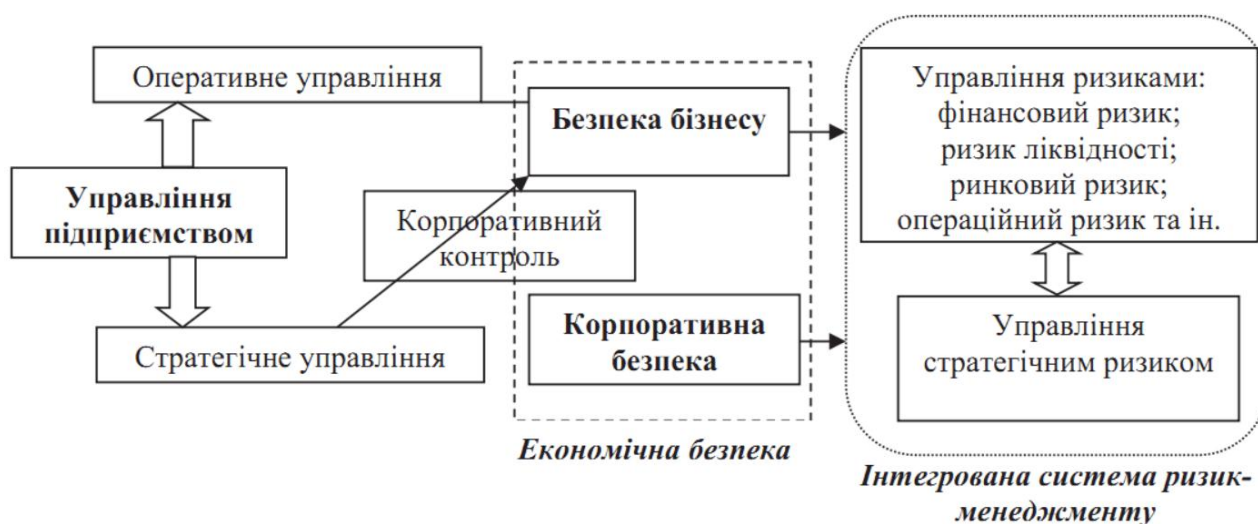 Оперативне управління
Управління
підприємством
Стратегічне управління
Корпоративний
контроль
Безпека бізнесу
Корпоративна
безпека
Економічна безпека
Управління ризиками:
фінансовий ризик;
ризик ліквідності;
ринковий ризик;
операційний ризик та ін.
Управління
стратегічним ризиком
Інтегрована система ризик-
менеджменту